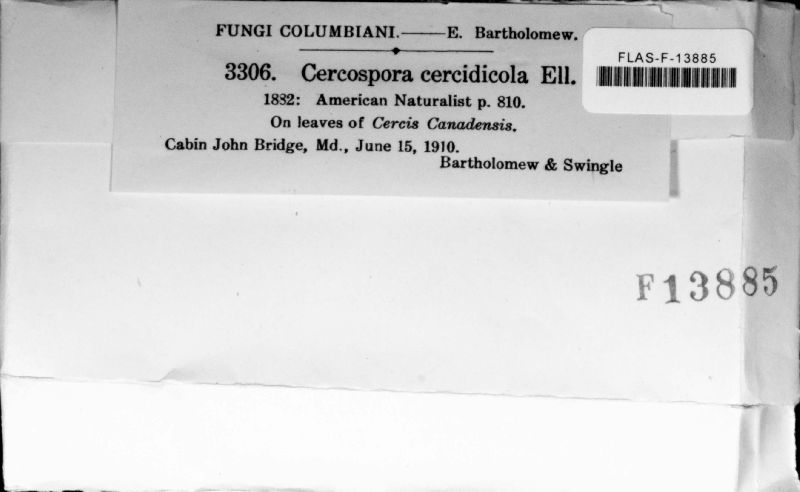 FUNGI COLUMBIANI.——E. Bartholomew.
3306. Cercospora cercidicola Ell.
1882: American Naturalist p. 810.
On leaves of Cercis Canadensis.
Cabin John Bridge, Md., June 15, 1910.
Bartholomew & Swingle
FLAS-F-13885
F13885